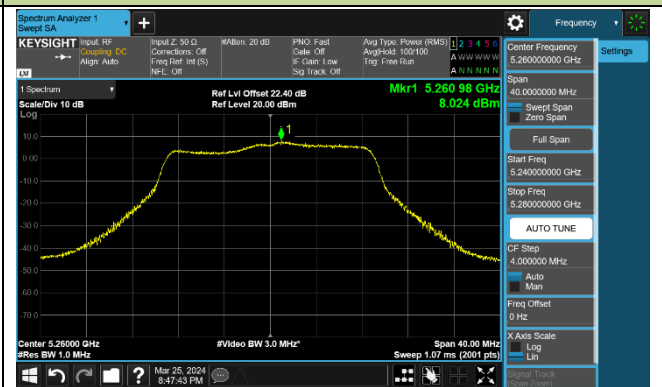 Spectrum Analyzer 1
Swept SA
+
Frequency
KEYSIGHT
Input: RF
Coupling: DC
Align: Auto
Input Z: 50 Ω
Corrections: Off
Freq Ref: Int (S)
NFE: Off
#Atten: 20 dB
PNO: Fast
Gate: Off
IF Gain: Low
Sig Track: Off
Avg Type: Power (RMS)
Avg|Hold: 100/100
Trig: Free Run
1 2 3 4 5 6
A W W W W W
A N N N N N
LXI
1 Spectrum
Scale/Div 10 dB
Log
Ref Lvl Offset 22.40 dB
Ref Level 20.00 dBm
Mkr1 5.260 98 GHz
8.024 dBm
1
10.0
0.00
-10.0
-20.0
-30.0
-40.0
-50.0
-60.0
-70.0
Center 5.26000 GHz
#Res BW 1.0 MHz
#Video BW 3.0 MHz*
Span 40.00 MHz
Sweep 1.07 ms (2001 pts)
?
Mar 25, 2024
8:47:43 PM
Center Frequency
5.260000000 GHz
Span
40.0000000 MHz
Swept Span
Zero Span
Full Span
Start Freq
5.240000000 GHz
Stop Freq
5.280000000 GHz
AUTO TUNE
CF Step
4.000000 MHz
Auto
Man
Freq Offset
0 Hz
X Axis Scale
Log
Lin
Signal Track
(Span Zoom)
Settings